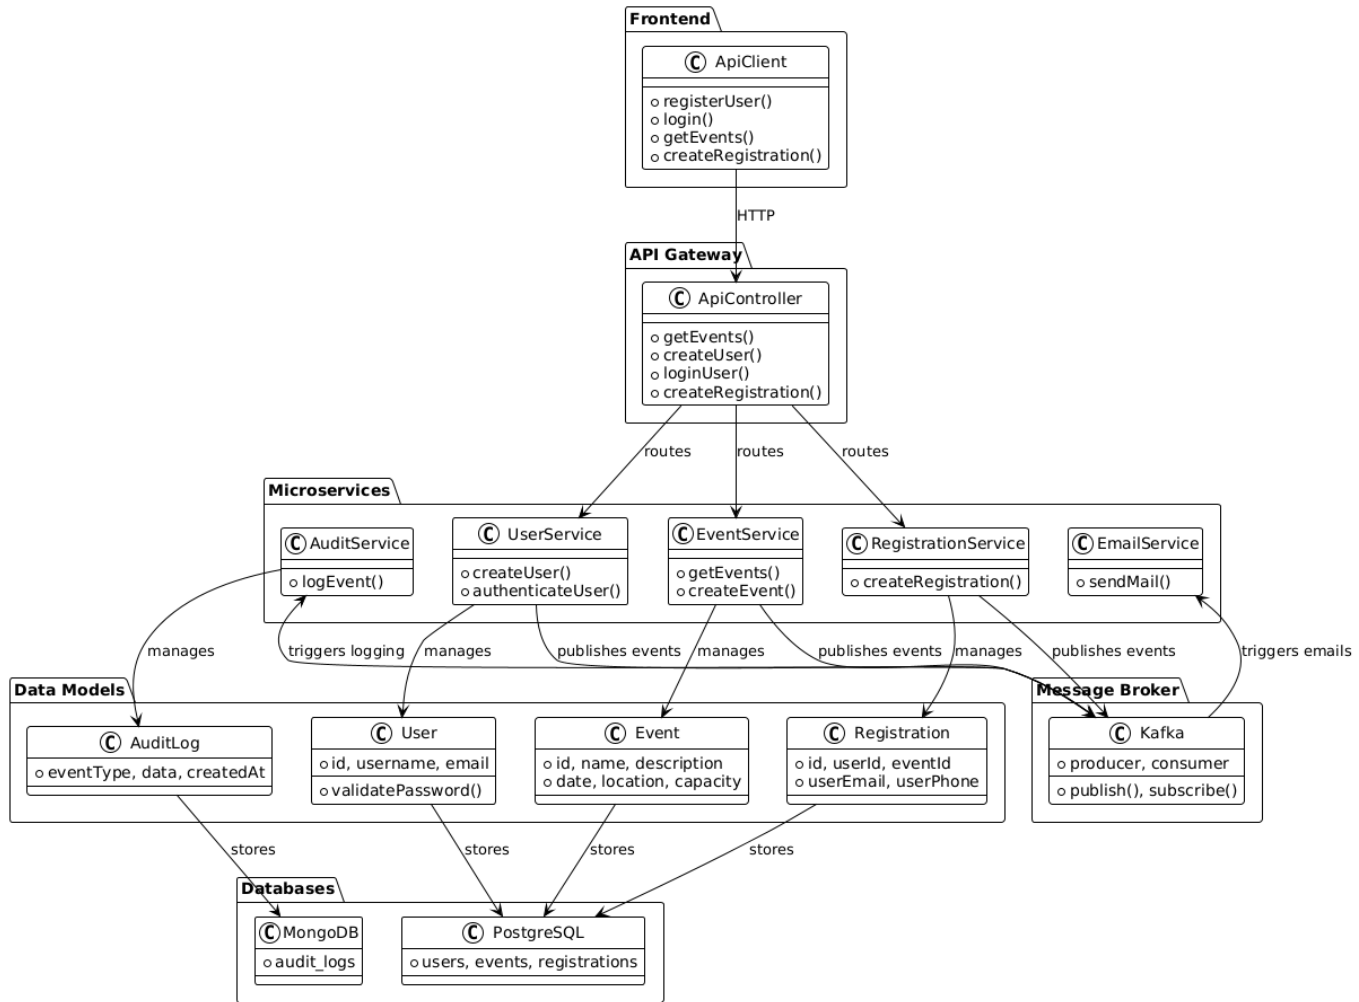 Frontend
C ApiClient
registerUser()
login()
getEvents()
createRegistration()
HTTP
API Gateway
C ApiController
getEvents()
createUser()
loginUser()
createRegistration()
routes
routes
routes
Microservices
C AuditService
logEvent()
C UserService
createUser()
authenticateUser()
C EventService
getEvents()
createEvent()
C RegistrationService
createRegistration()
C EmailService
sendMail()
manages
triggers logging
manages
publishes events
manages
publishes events
manages
publishes events
triggers emails
Data Models
C AuditLog
eventType, data, createdAt
C User
id, username, email
validatePassword()
C Event
id, name, description
date, location, capacity
C Registration
id, userId, eventId
userEmail, userPhone
Message Broker
C Kafka
producer, consumer
publish(), subscribe()
stores
stores
stores
stores
Databases
C MongoDB
audit_logs
C PostgreSQL
users, events, registrations